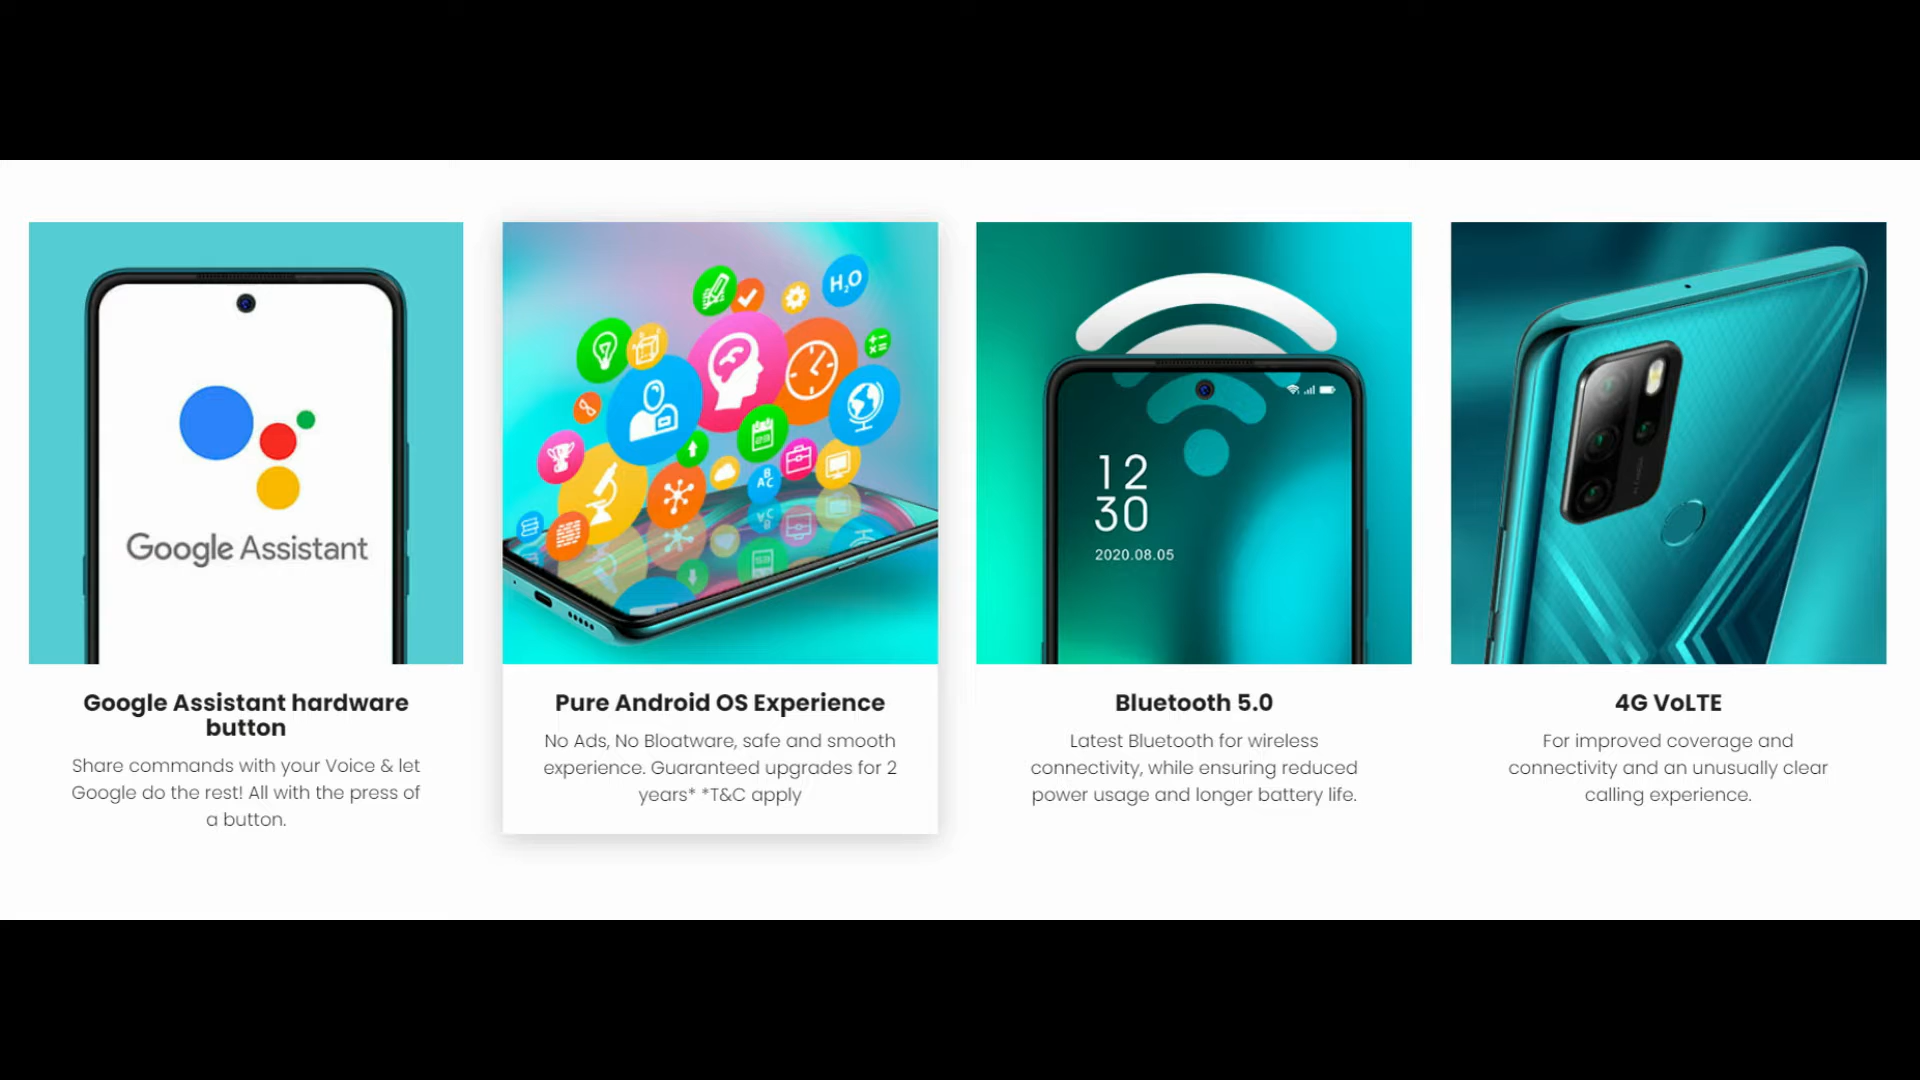 Google Assistant
Google Assistant hardware
button
Share commands with your Voice & let
Google do the rest! All with the press of
a button.
H₂O
B
AC
Pure Android OS Experience
No Ads, No Bloatware, safe and smooth
experience. Guaranteed upgrades for 2
years* *T&C apply
12
30
2020.08.05
Bluetooth 5.0
Latest Bluetooth for wireless
connectivity, while ensuring reduced
power usage and longer battery life.
4G VoLTE
For improved coverage and
connectivity and an unusually clear
calling experience.